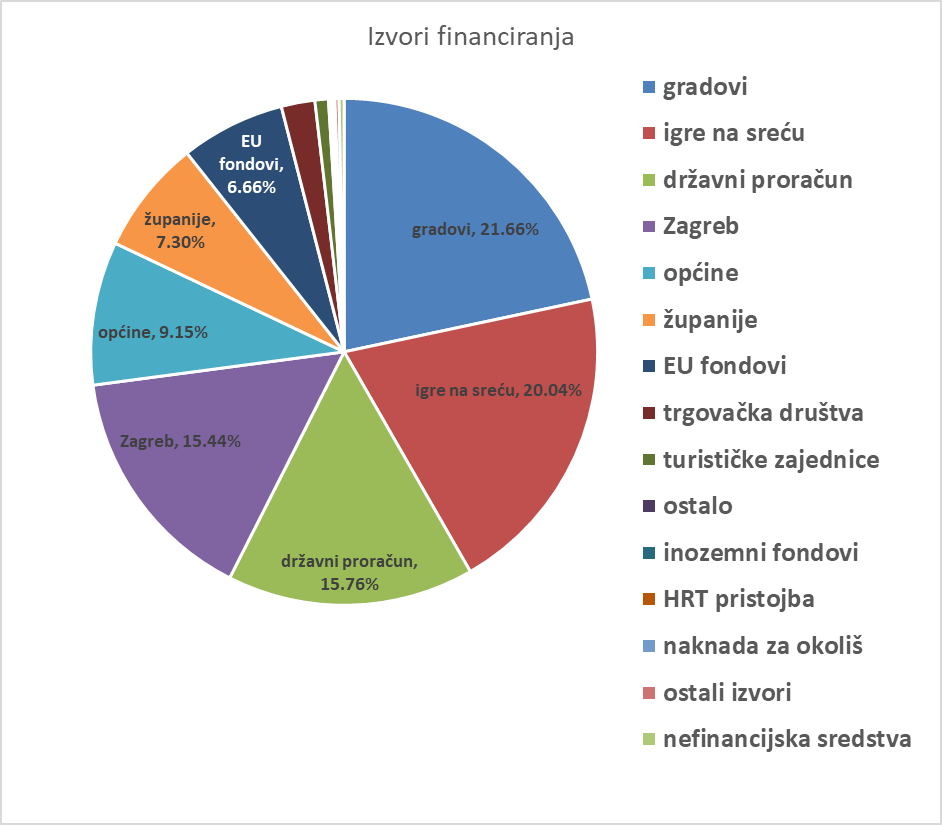 Izvori financiranja
EU
fondovi,
6.66%
županije,
7.30%
gradovi, 21.66%
općine, 9.15%
igre na sreću, 20.04%
Zagreb, 15.44%
državni proračun,
15.76%
gradovi
igre na sreću
državni proračun
Zagreb
općine
županije
EU fondovi
trgovačka društva
turističke zajednice
ostalo
inozemni fondovi
HRT pristojba
naknada za okoliš
ostali izvori
nefinancijska sredstva